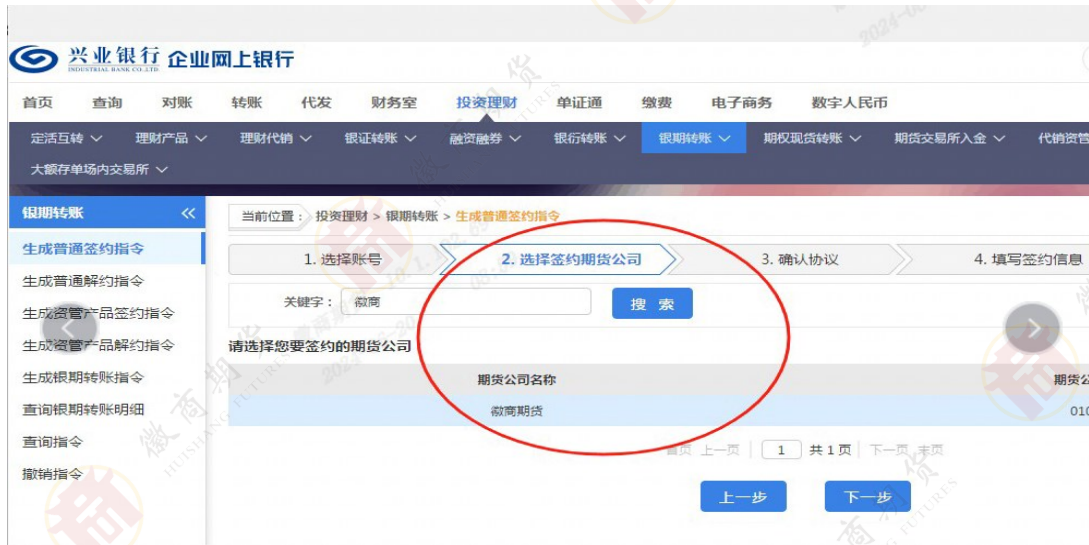 兴业银行 企业网上银行
INDUSTRIAL BANK CO.,LTD.
首页 查询 对账 转账 代发 财务室 投资理财 单证通 缴费 电子商务 数字人民币
定活互转 理财产品 理财代销 银证转账 融资融券 银衍转账 银期转账 期权现货转账 期货交易所入金 代销资管
大额存单场内交易所
银期转账
当前位置: 投资理财 > 银期转账 > 生成普通签约指令
生成普通签约指令
1. 选择账号 2. 选择签约期货公司 3. 确认协议 4. 填写签约信息
生成普通解约指令
关键字: 徽商 搜 索
生成资管产品签约指令
生成资管产品解约指令
请选择您要签约的期货公司
生成银期转账指令
期货公司名称 期货公
查询银期转账明细
徽商期货 010
查询指令
首页 上一页 1 共 1 页 下一页 末页
撤销指令
上一步 下一步
徽商期货
HUISHANG FUTURES